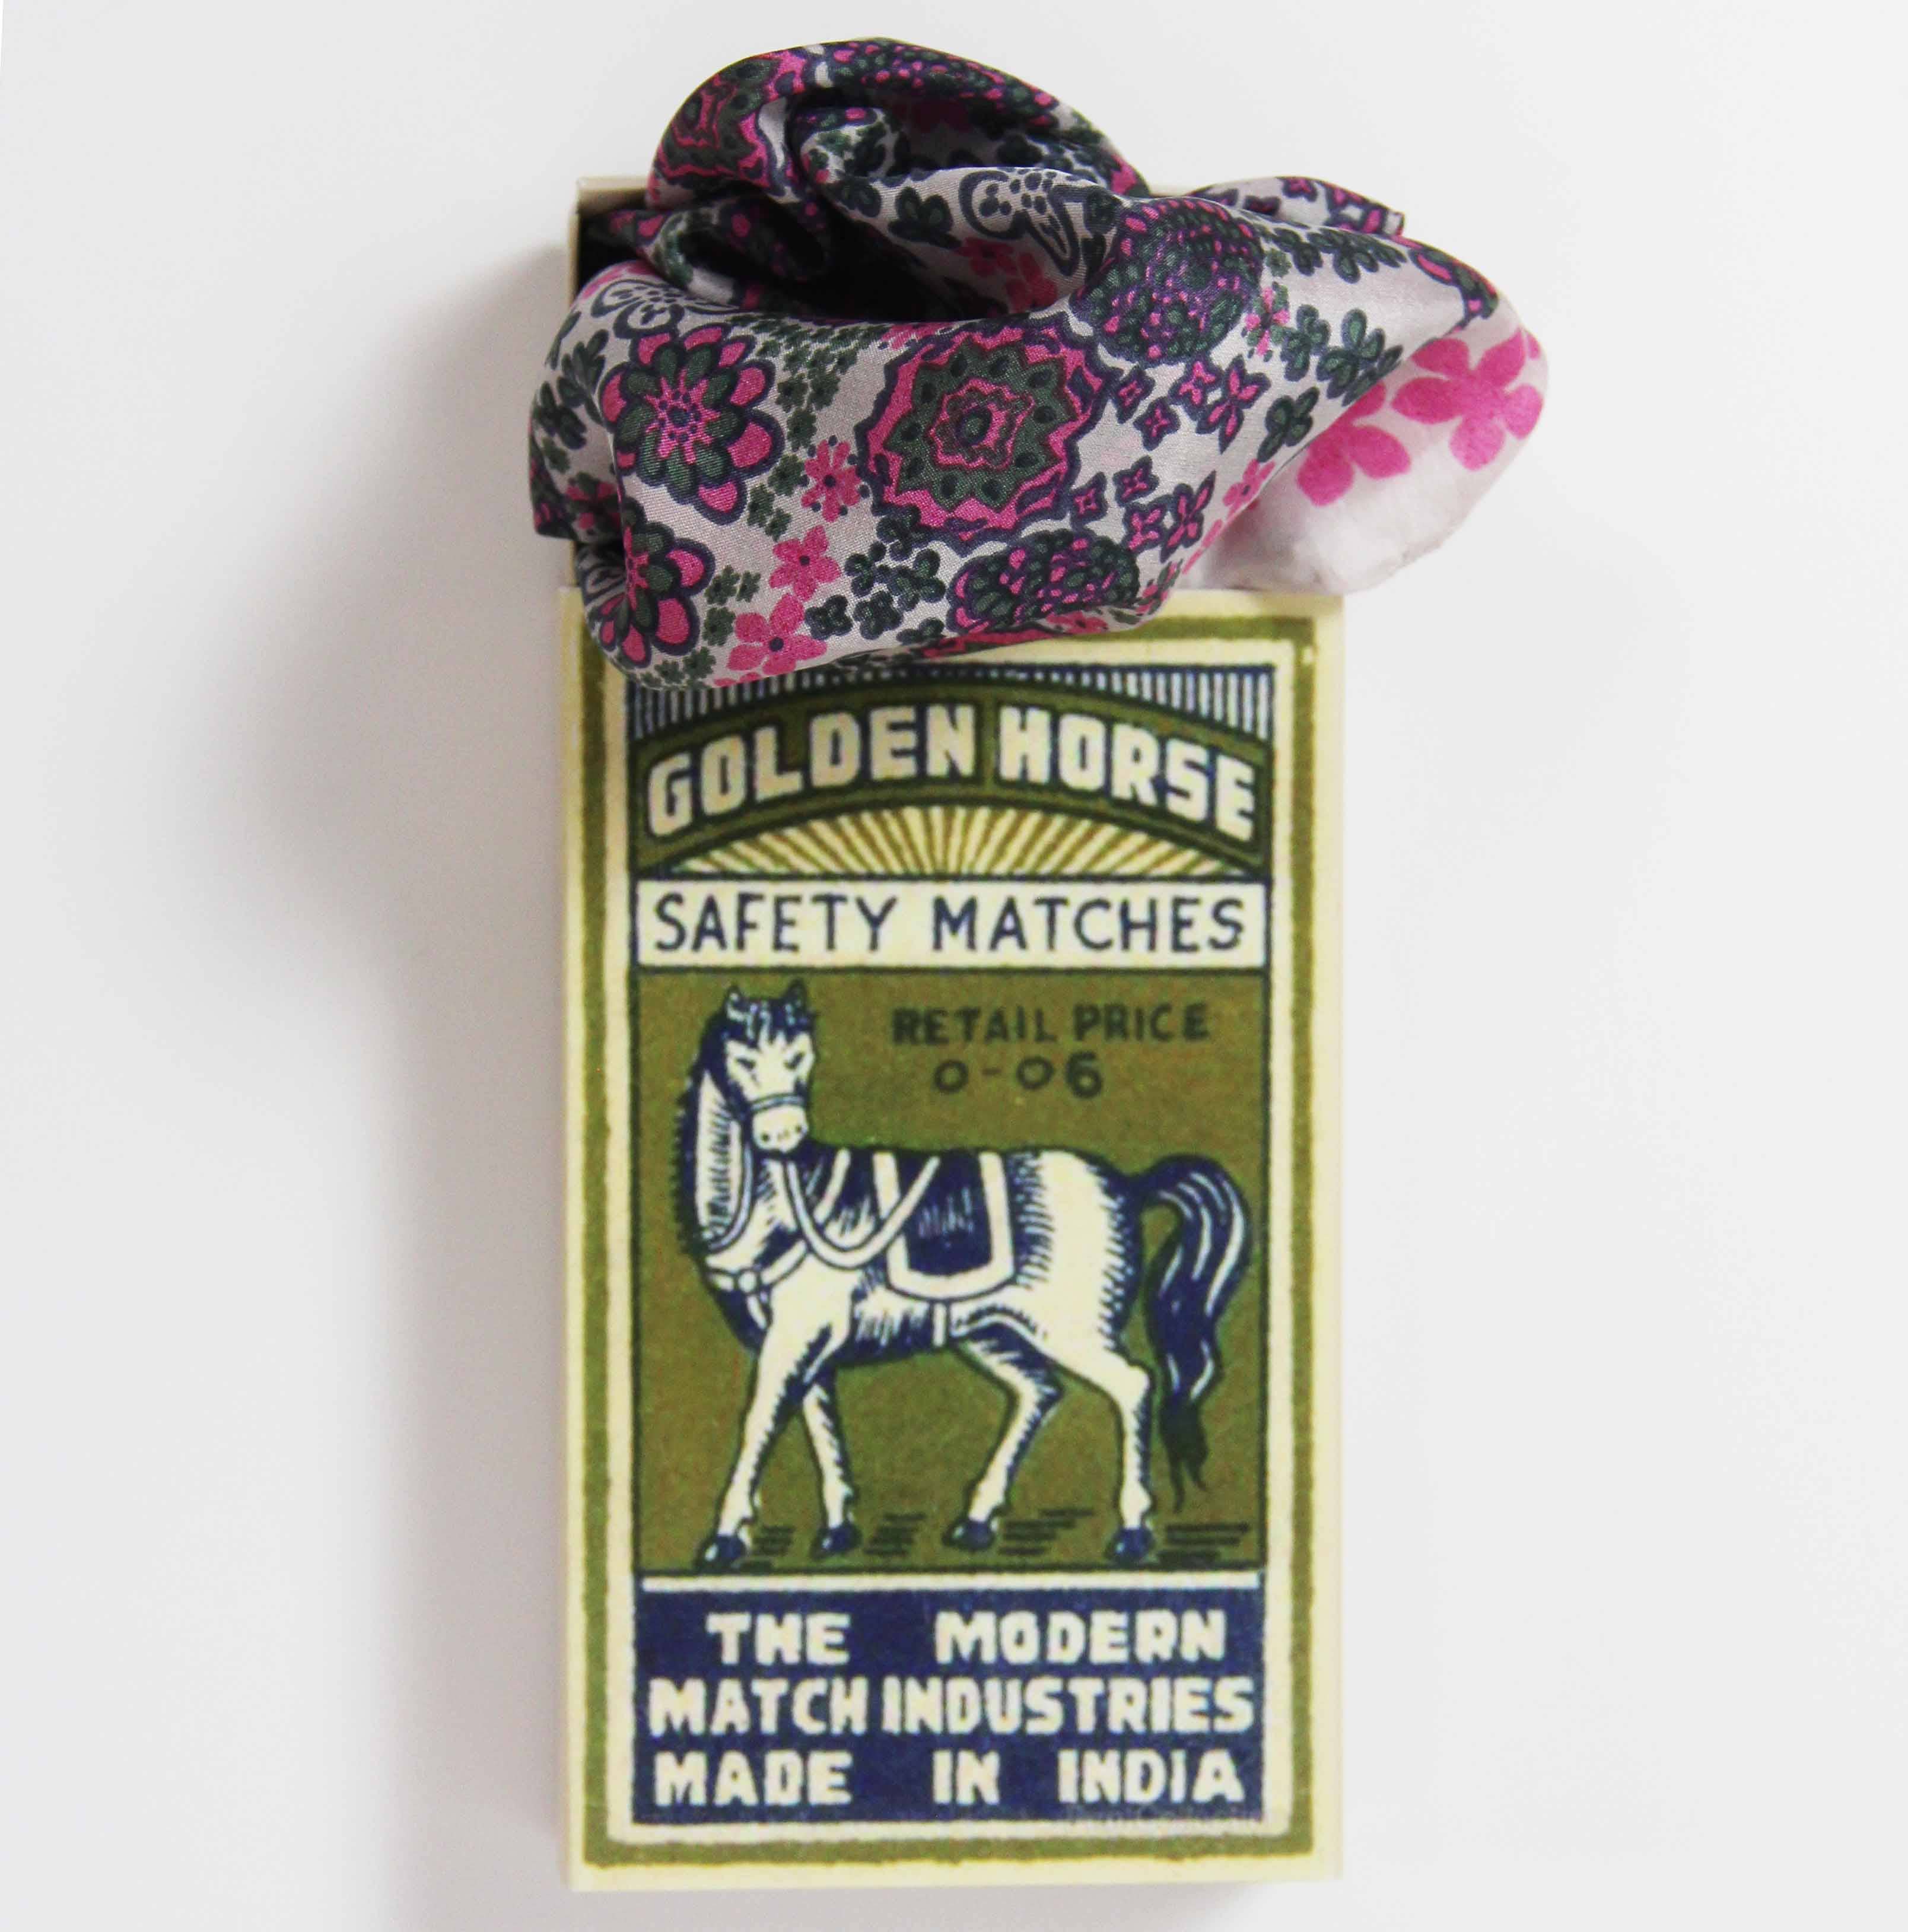 GOLDEN HORSE
SAFETY MATCHES
RETAIL PRICE
0-06
THE MODERN
MATCH INDUSTRIES
MADE IN INDIA